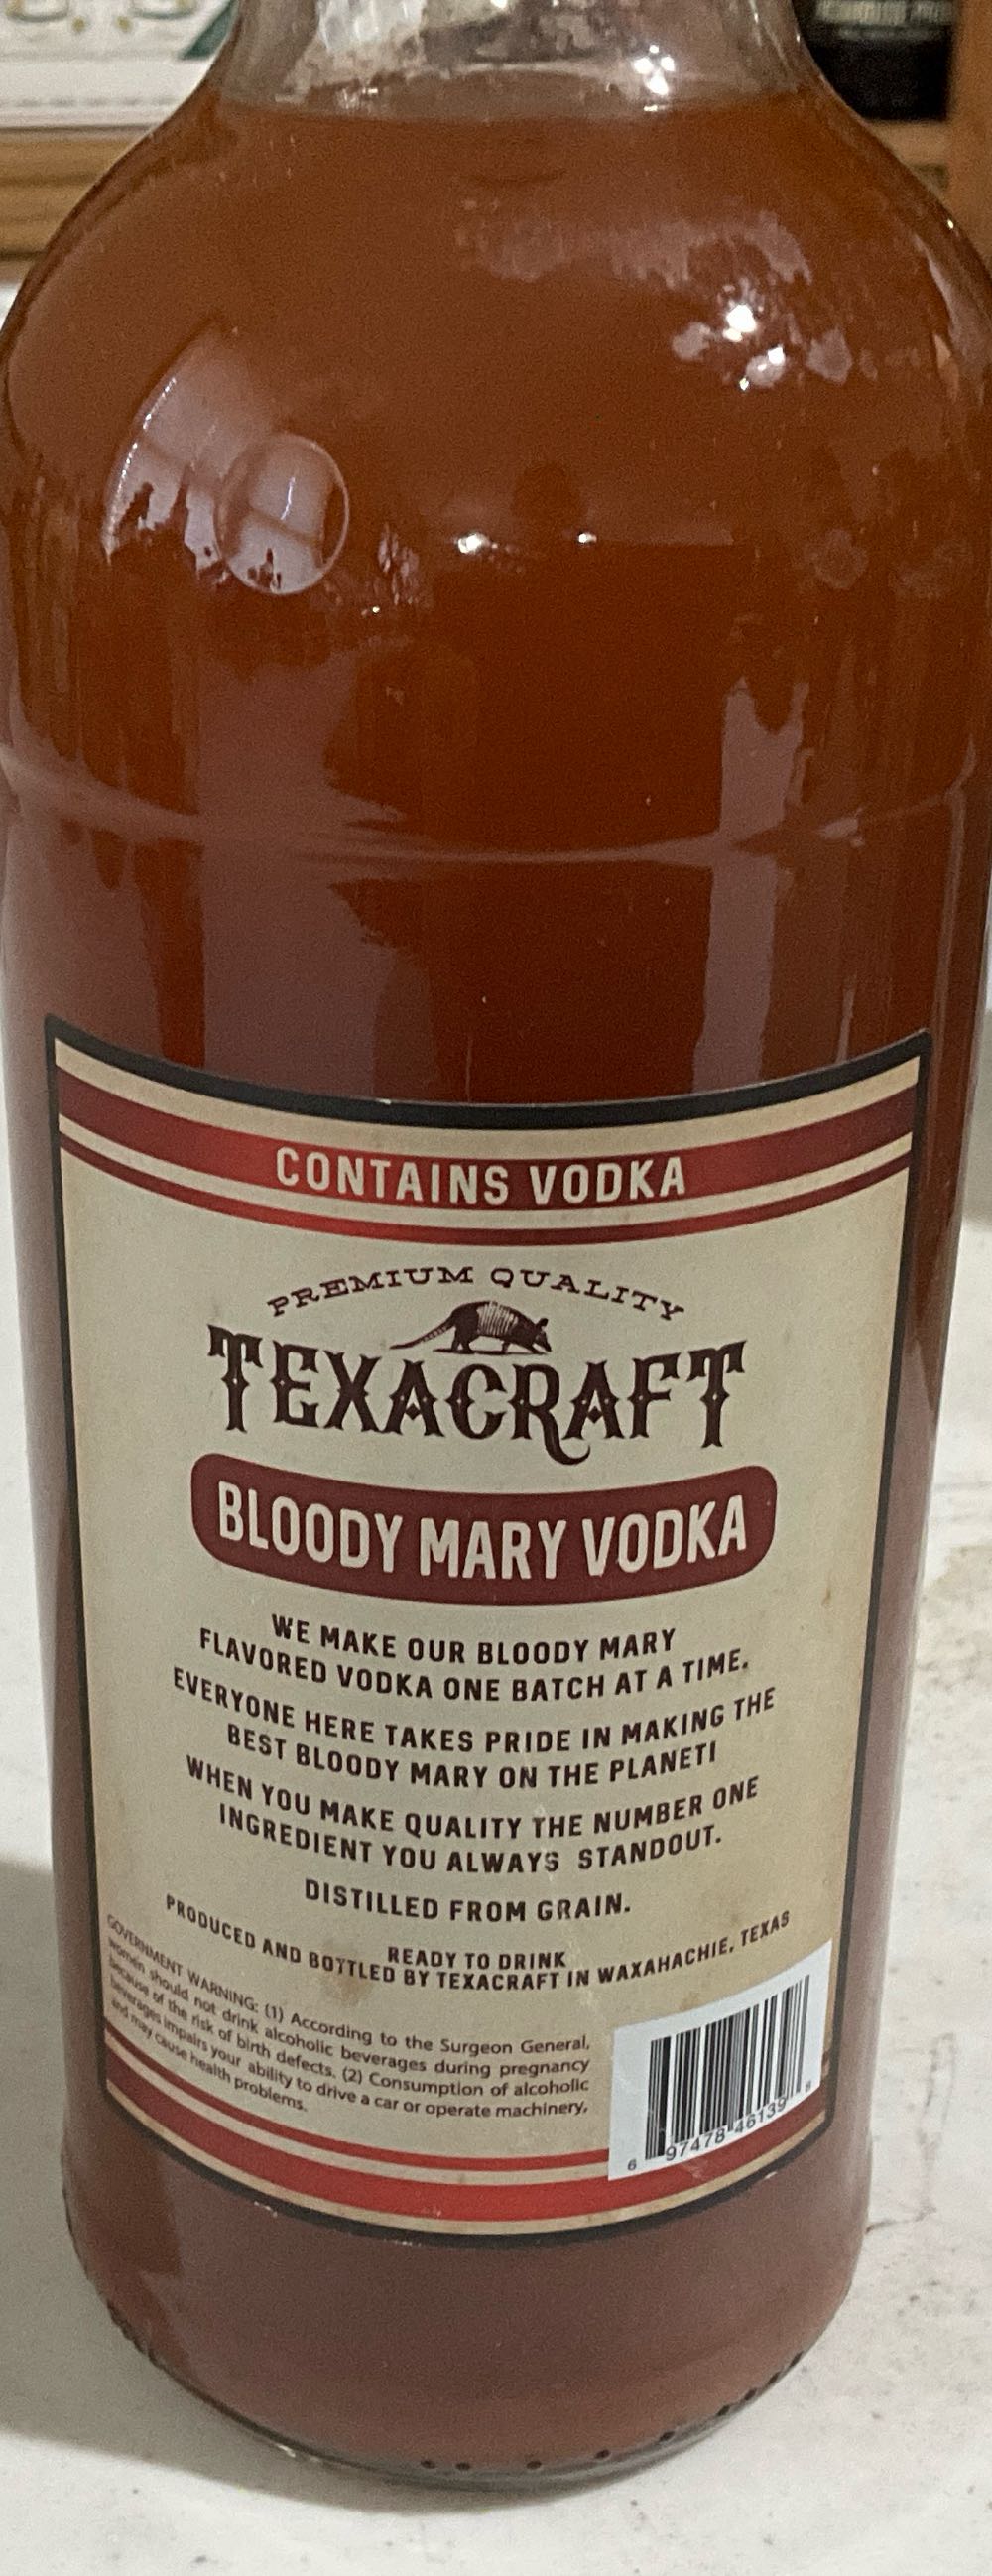 CONTAINS VODKA
PREMIUM QUALITY
TEXACRAFT
BLOODY MARY VODKA
WE MAKE OUR BLOODY MARY
FLAVORED VODKA ONE BATCH AT A TIME.
EVERYONE HERE TAKES PRIDE IN MAKING THE
BEST BLOODY MARY ON THE PLANET!
WHEN YOU MAKE QUALITY THE NUMBER ONE
INGREDIENT YOU ALWAYS STANDOUT.
DISTILLED FROM GRAIN.
READY TO DRINK
PRODUCED AND BOTTLED BY TEXACRAFT IN WAXAHACHIE, TEXAS
GOVERNMENT WARNING: (1) According to the Surgeon General,
women should not drink alcoholic beverages during pregnancy
because of the risk of birth defects. (2) Consumption of alcoholic
beverages impairs your ability to drive a car or operate machinery,
and may cause health problems.
6 97478 46139 8